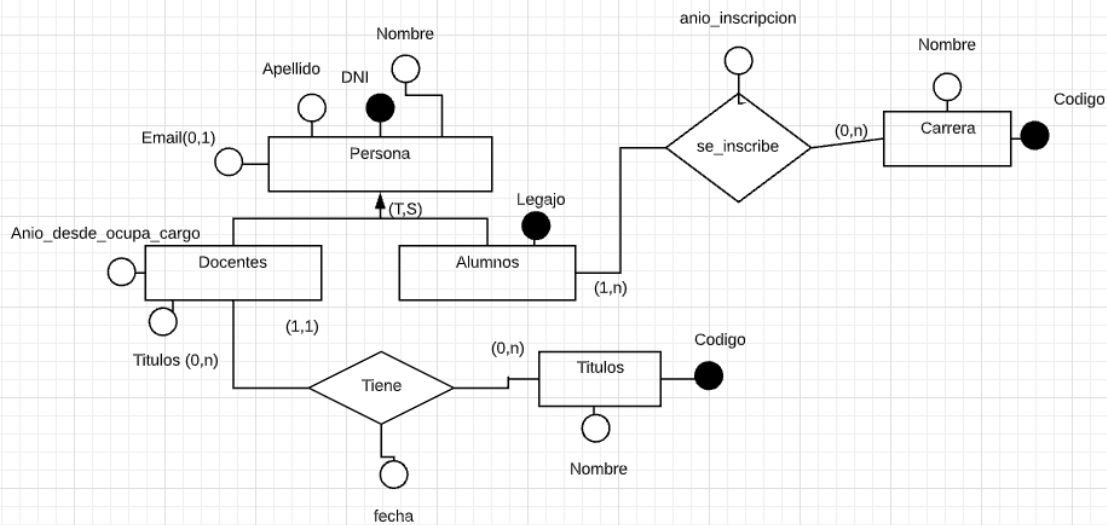 anio_inscripcion
Nombre
Nombre
Apellido
DNI
Codigo
Email(0,1)
Persona
se_inscribe
(0,n)
Carrera
(T,S)
Legajo
Anio_desde_ocupa_cargo
Docentes
Alumnos
(1,n)
(1,1)
Titulos (0,n)
(0,n)
Codigo
Tiene
Titulos
Nombre
fecha